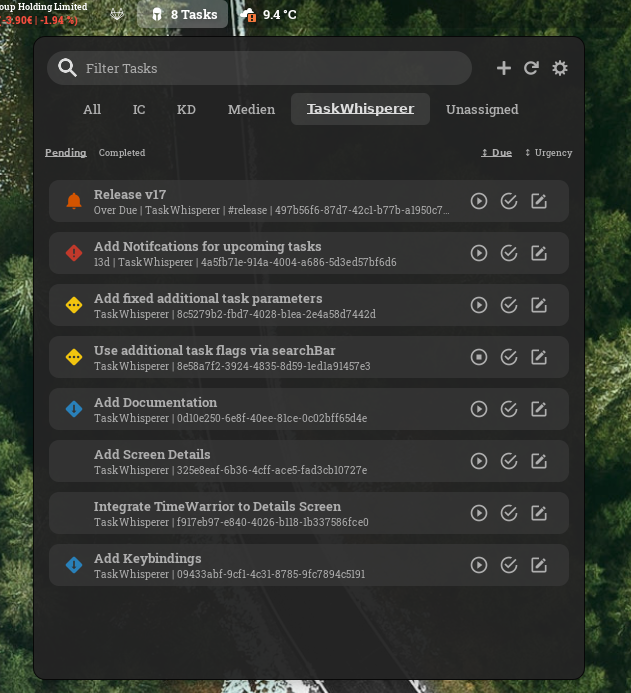 oup Holding Limited
-3.90€ | -1.94 %)
8 Tasks
9.4 °C
Filter Tasks
All IC KD Medien TaskWhisperer Unassigned
Pending Completed ↕ Due ↕ Urgency
Release v17
Over Due | TaskWhisperer | #release | 497b56f6-87d7-42c1-b77b-a1950c7...
Add Notifcations for upcoming tasks
13d | TaskWhisperer | 4a5fb71e-914a-4004-a686-5d3ed57bf6d6
Add fixed additional task parameters
TaskWhisperer | 8c5279b2-fbd7-4028-b1ea-2e4a58d7442d
Use additional task flags via searchBar
TaskWhisperer | 8e58a7f2-3924-4835-8d59-1ed1a91457e3
Add Documentation
TaskWhisperer | 0d10e250-6e8f-40ee-81ce-0c02bff65d4e
Add Screen Details
TaskWhisperer | 325e8eaf-6b36-4cff-ace5-fad3cb10727e
Integrate TimeWarrior to Details Screen
TaskWhisperer | f917eb97-e840-4026-b118-1b337586fce0
Add Keybindings
TaskWhisperer | 09433abf-9cf1-4c31-8785-9fc7894c5191